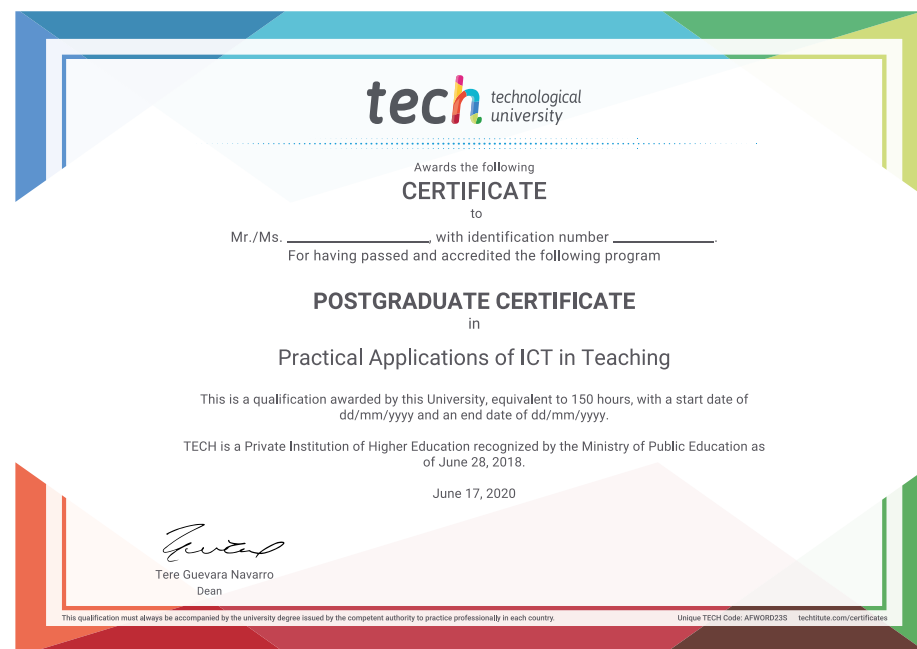 tech technological
university
Awards the following
CERTIFICATE
to
Mr./Ms. ________________, with identification number ____________.
For having passed and accredited the following program
POSTGRADUATE CERTIFICATE
in
Practical Applications of ICT in Teaching
This is a qualification awarded by this University, equivalent to 150 hours, with a start date of
dd/mm/yyyy and an end date of dd/mm/yyyy.
TECH is a Private Institution of Higher Education recognized by the Ministry of Public Education as
of June 28, 2018.
June 17, 2020
Tere Guevara Navarro
Dean
This qualification must always be accompanied by the university degree issued by the competent authority to practice professionally in each country. Unique TECH Code: AFWORD23S techtitute.com/certificates